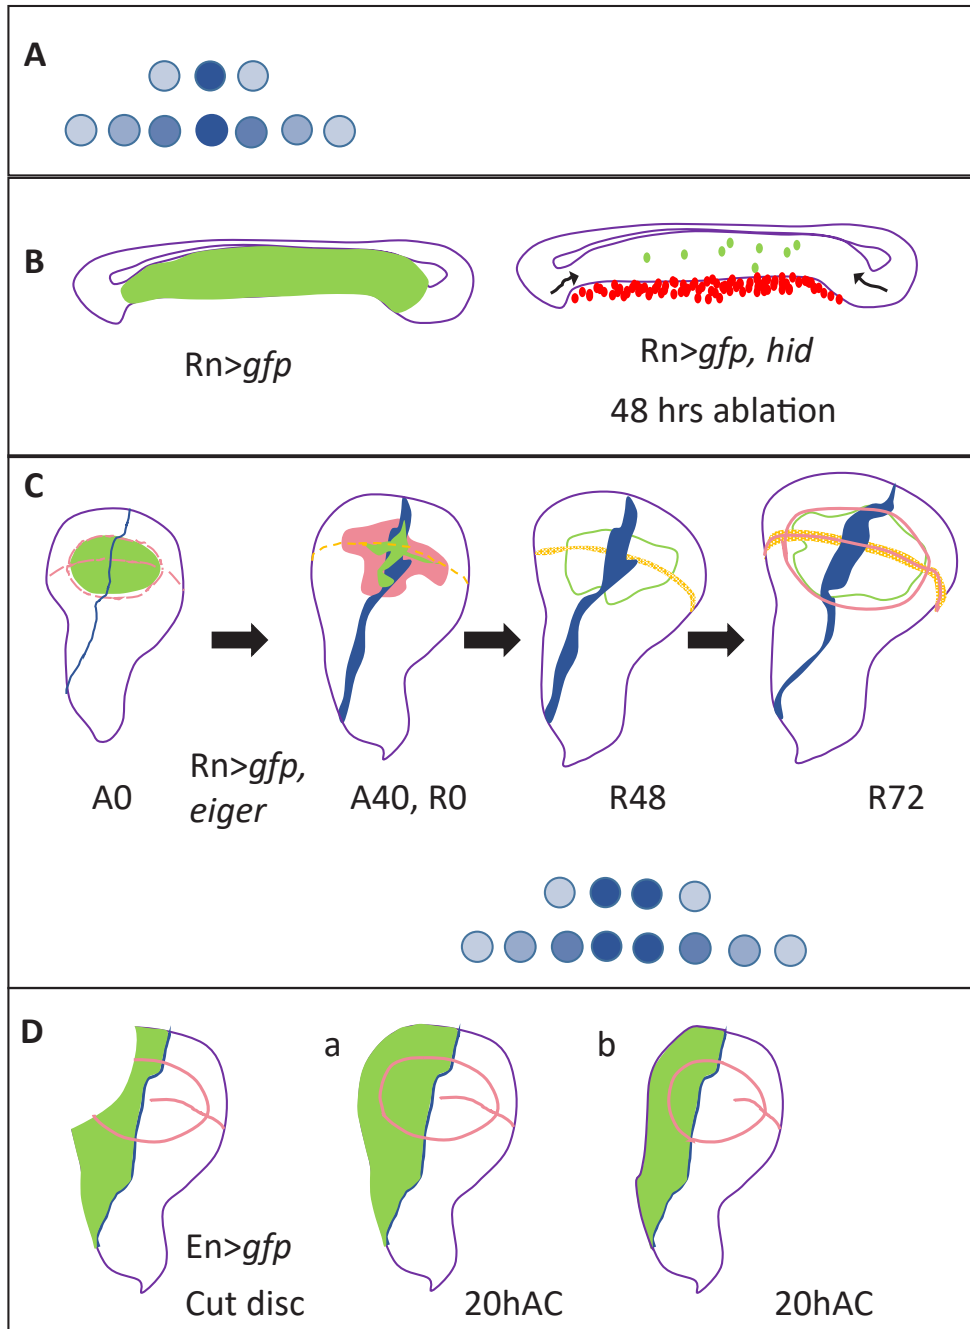 A
B
Rn>gfp
Rn>gfp, hid
48 hrs ablation
C
A0
Rn>gfp,
eiger
A40, R0
R48
R72
D
a
b
En>gfp
Cut disc
20hAC
20hAC